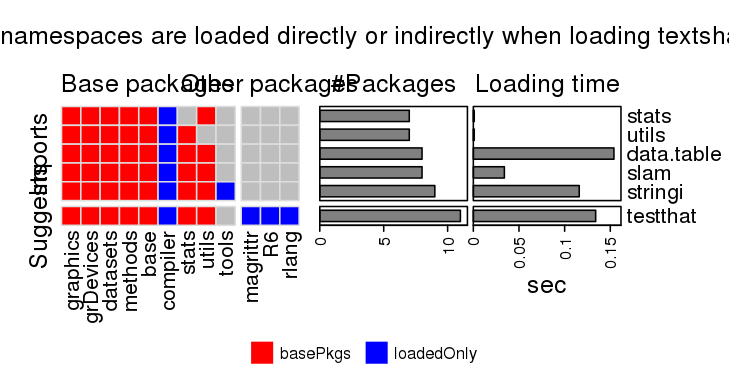 namespaces are loaded directly or indirectly when loading textsha
Base packages Other packages #Packages Loading time
Imports
Suggests
stats
utils
data.table
slam
stringi
testthat
graphics
grDevices
datasets
methods
base
compiler
stats
utils
tools
magrittr
R6
rlang
0 5 10
0 0.05 0.1 0.15
sec
basePkgs loadedOnly